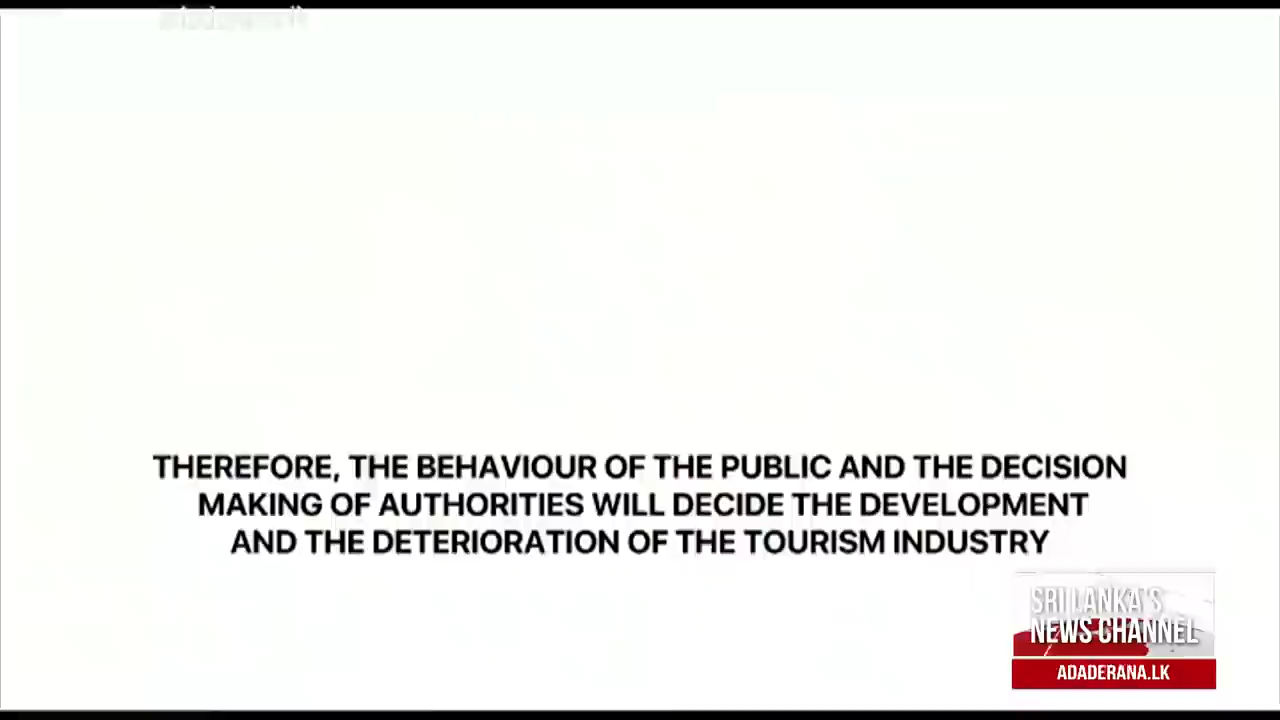 THEREFORE, THE BEHAVIOUR OF THE PUBLIC AND THE DECISION
MAKING OF AUTHORITIES WILL DECIDE THE DEVELOPMENT
AND THE DETERIORATION OF THE TOURISM INDUSTRY
SRI LANKA'S
NEWS CHANNEL
ADADERANA.LK